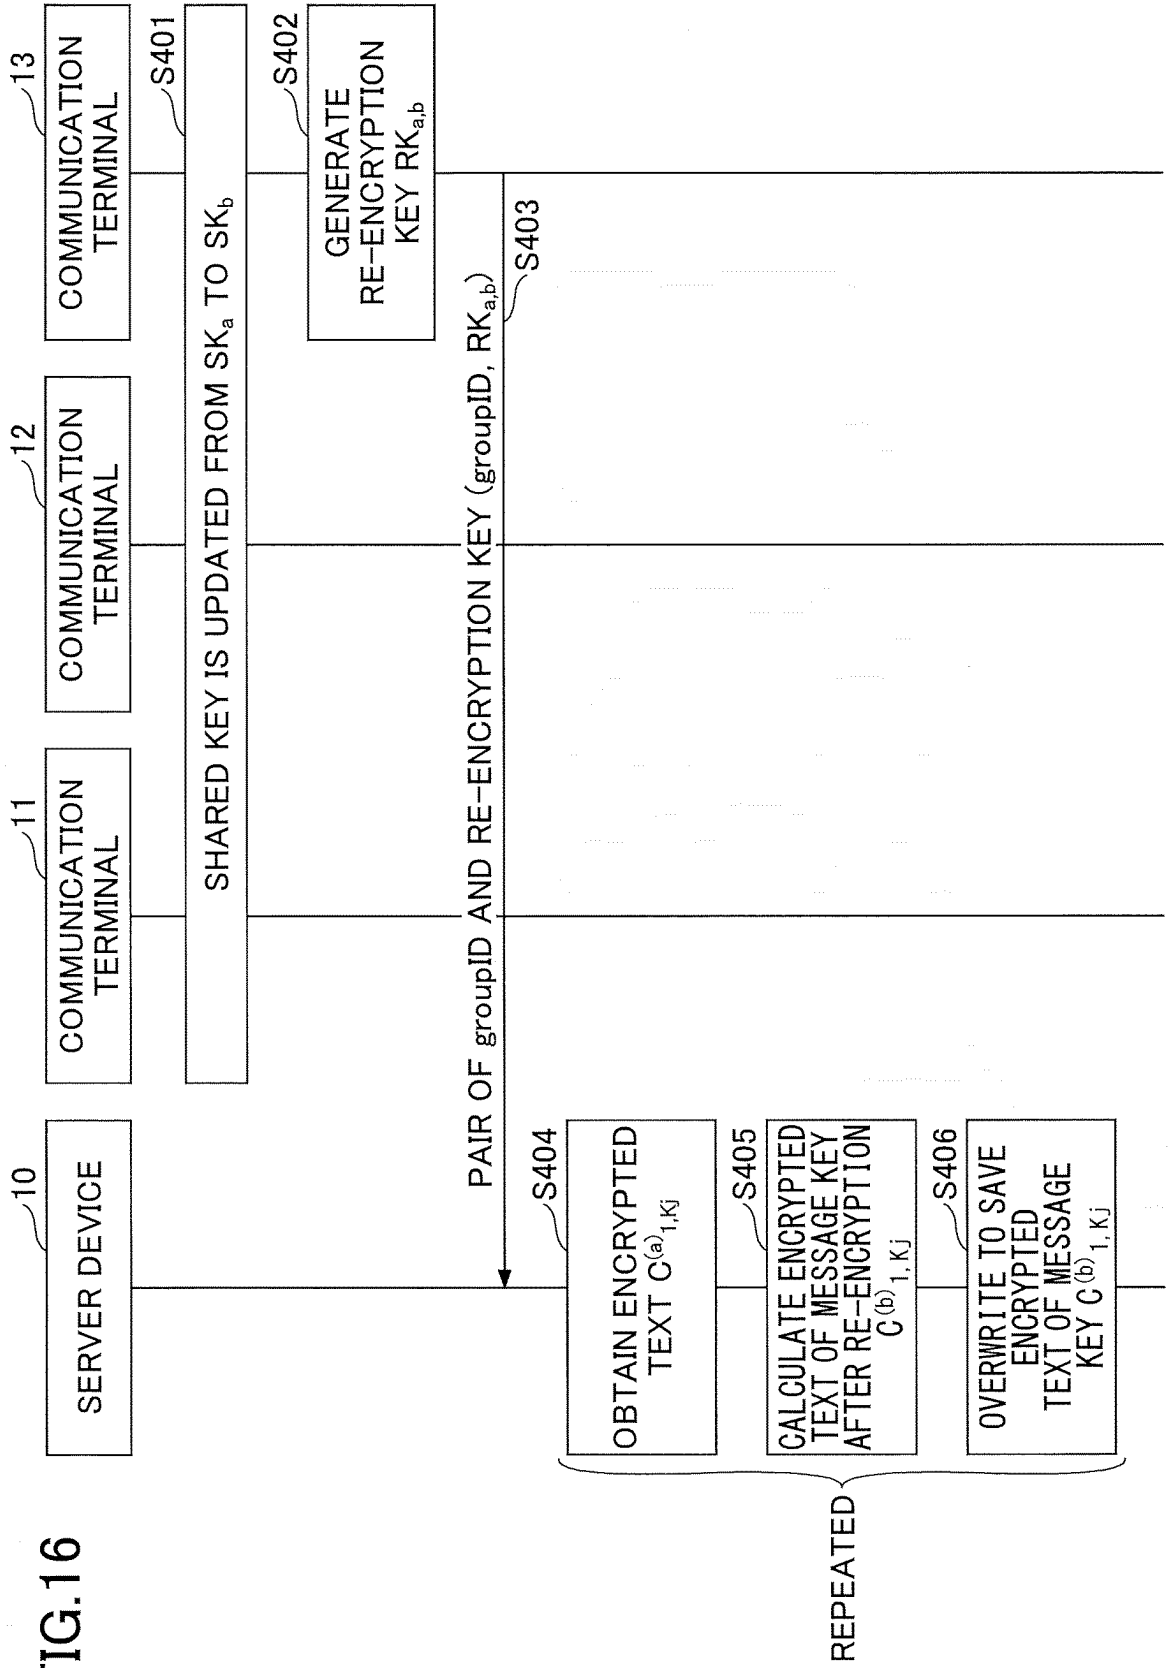 FIG.16
10
SERVER DEVICE
11
COMMUNICATION
TERMINAL
12
COMMUNICATION
TERMINAL
13
COMMUNICATION
TERMINAL
S401
SHARED KEY IS UPDATED FROM SKa TO SKb
S402
GENERATE
RE-ENCRYPTION
KEY RKa,b
PAIR OF groupID AND RE-ENCRYPTION KEY (groupID, RKa,b)
S403
S404
OBTAIN ENCRYPTED
TEXT C(a)1,Kj
S405
CALCULATE ENCRYPTED
TEXT OF MESSAGE KEY
AFTER RE-ENCRYPTION
C(b)1,Kj
S406
OVERWRITE TO SAVE
ENCRYPTED
TEXT OF MESSAGE
KEY C(b)1,Kj
REPEATED